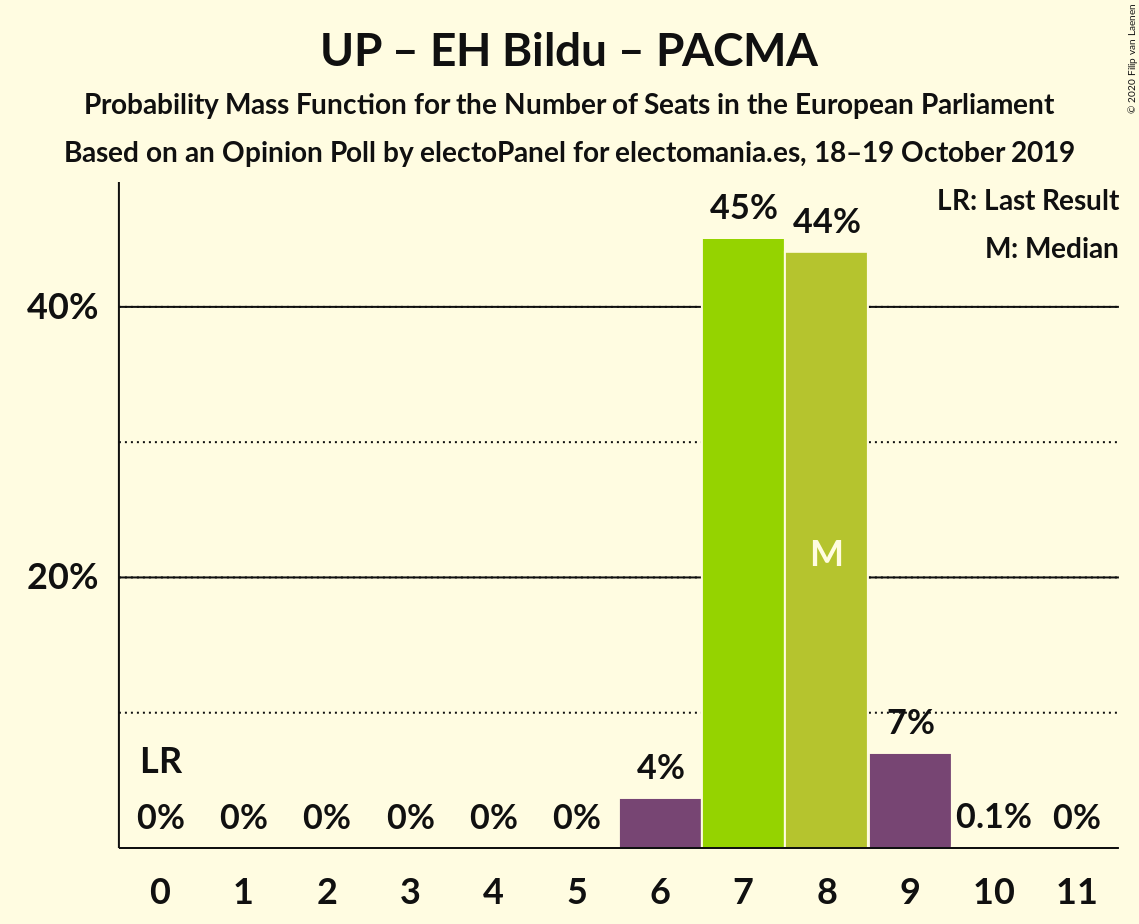 UP – EH Bildu – PACMA
Probability Mass Function for the Number of Seats in the European Parliament
Based on an Opinion Poll by electoPanel for electomania.es, 18–19 October 2019
© 2020 Filip van Laenen
LR: Last Result
M: Median
45%
44%
40%
20%
M
7%
LR
4%
0% 0% 0% 0% 0% 0% 0.1% 0%
0 1 2 3 4 5 6 7 8 9 10 11